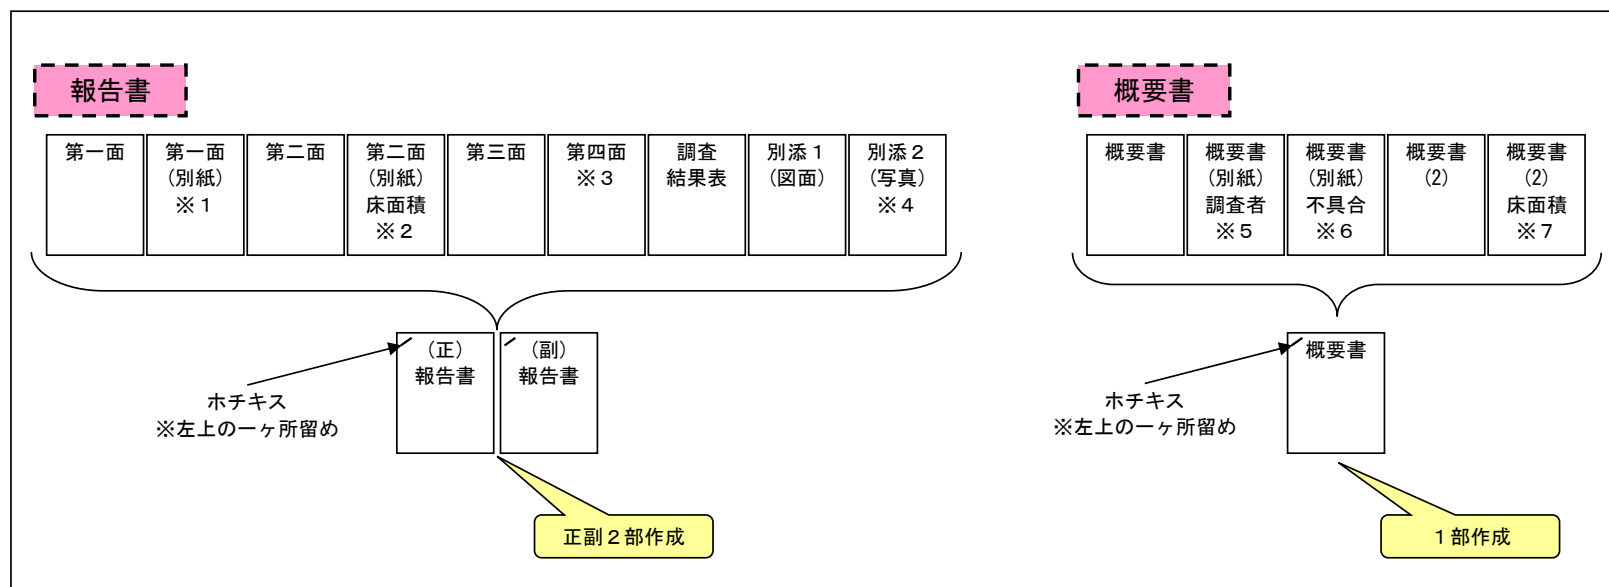 報告書
第一面
第一面
(別紙)
※1
第二面
第二面
(別紙)
床面積
※2
第三面
第四面
※3
調査
結果表
別添1
(図面)
別添2
(写真)
※4
(正)
報告書
(副)
報告書
ホチキス
※左上の一ヶ所留め
正副2部作成
概要書
概要書
概要書
(別紙)
調査者
※5
概要書
(別紙)
不具合
※6
概要書
(2)
概要書
(2)
床面積
※7
概要書
ホチキス
※左上の一ヶ所留め
1部作成